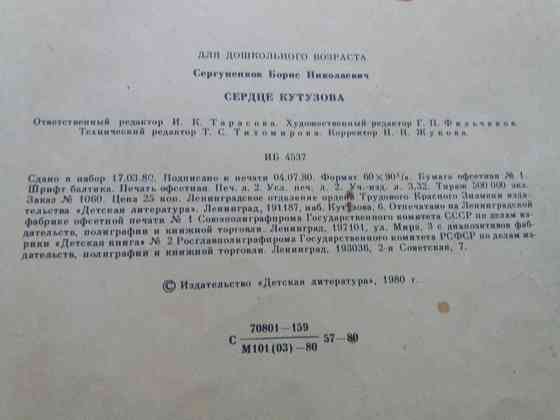 ДЛЯ ДОШКОЛЬНОГО ВОЗРАСТА
Сергуненков Борис Николаевич
СЕРДЦЕ КУТУЗОВА
Ответственный редактор И. К. Тарасова. Художественный редактор Г. П. Фильчаков.
Технический редактор Т. С. Тихомирова. Корректор Н. Н. Жукова.
ИБ 4537
Сдано в набор 17.03.80. Подписано к печати 04.07.80. Формат 60×90¹/₈. Бумага офсетная № 1.
Шрифт балтика. Печать офсетная. Печ. л. 2. Усл. печ. л. 2. Уч.-изд. л. 3,32. Тираж 500 000 экз.
Заказ № 1060. Цена 25 коп. Ленинградское отделение ордена Трудового Красного Знамени изда-
тельства «Детская литература». Ленинград, 191187, наб. Кутузова, 6. Отпечатано на Ленинградской
фабрике офсетной печати № 1 Союзполиграфпрома Государственного комитета СССР по делам из-
дательств, полиграфии и книжной торговли. Ленинград, 197101, ул. Мира, 3 с диапозитивов фаб-
рики «Детская книга» № 2 Росглавполиграфпрома Государственного комитета РСФСР по делам из-
дательств, полиграфии и книжной торговли. Ленинград, 193036, 2-я Советская, 7.
© Издательство «Детская литература», 1980 г.
С 70801—159 / М101(03)—80 57—80